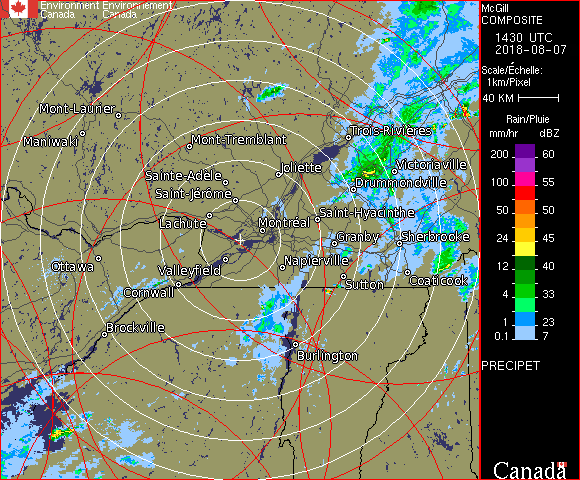 Environment Environnement
Canada Canada
McGill
COMPOSITE
1430 UTC
2018-08-07
Scale/Échelle:
1km/Pixel
40 KM
Rain/Pluie
mm/hr dBZ
200 60
150 57
100 55
50 50
24 45
12 40
4 33
1 23
0.1 7
PRECIPET
Canada
Mont-Laurier
Maniwaki
Mont-Tremblant
Trois-Rivières
Sainte-Adèle
Joliette
Victoriaville
Saint-Jérôme
Drummondville
Lachute
Montréal
Saint-Hyacinthe
Granby
Sherbrooke
Ottawa
Valleyfield
Napierville
Cornwall
Sutton
Coaticook
Brockville
Burlington